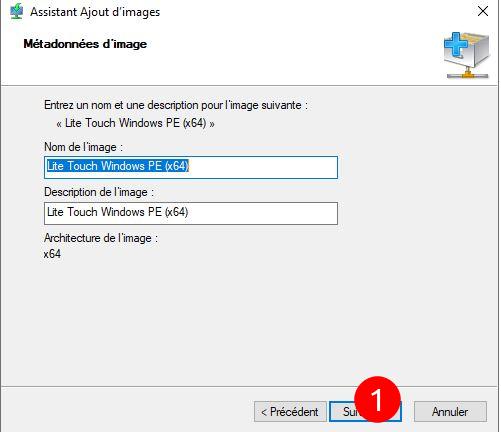 Assistant Ajout d'images
Métadonnées d'image
Entrez un nom et une description pour l'image suivante :
« Lite Touch Windows PE (x64) »
Nom de l'image :
Lite Touch Windows PE (x64)
Description de l'image :
Lite Touch Windows PE (x64)
Architecture de l'image :
x64
< Précédent
1
Annuler